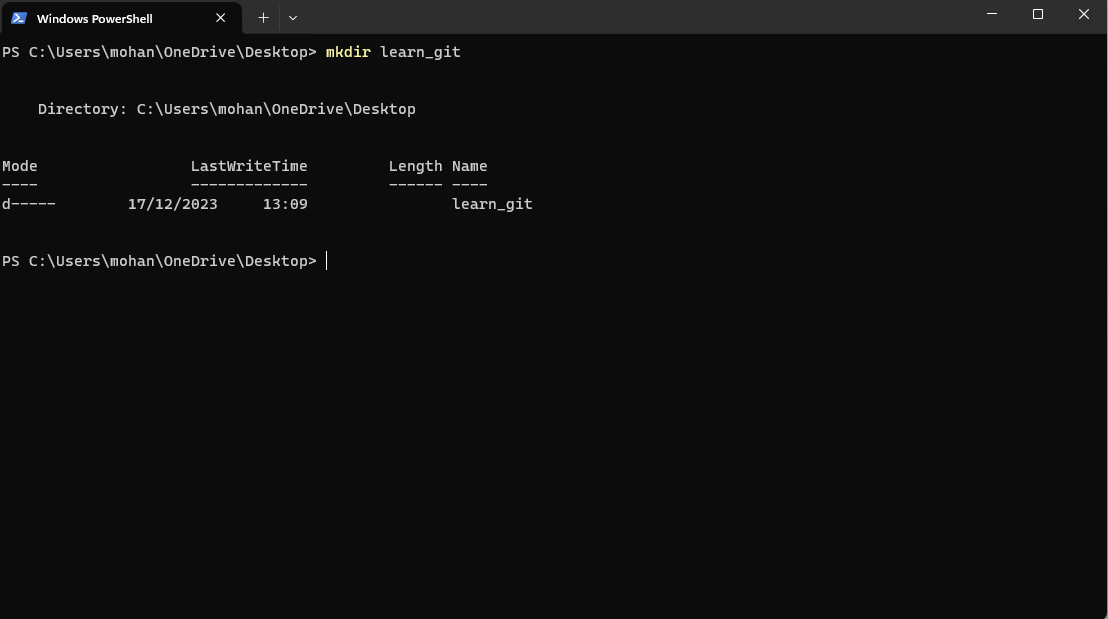 Windows PowerShell
PS C:\Users\mohan\OneDrive\Desktop> mkdir learn_git
    Directory: C:\Users\mohan\OneDrive\Desktop
Mode                 LastWriteTime         Length Name
----                 -------------         ------ ----
d-----        17/12/2023     13:09                learn_git
PS C:\Users\mohan\OneDrive\Desktop>